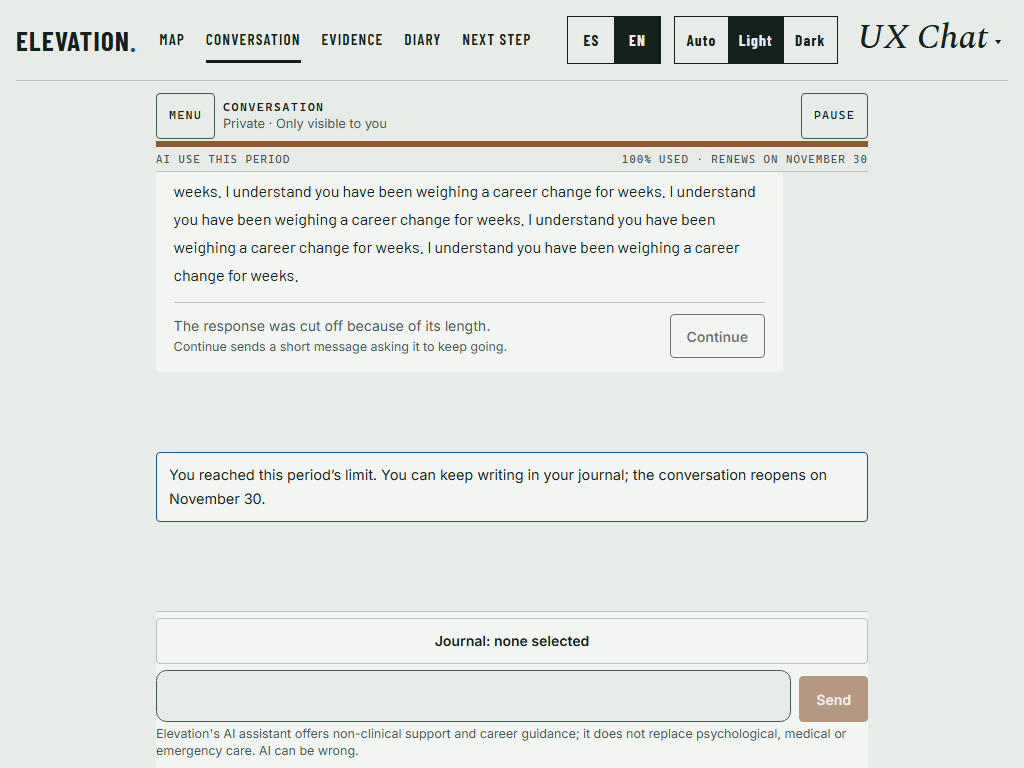 ELEVATION. MAP CONVERSATION EVIDENCE DIARY NEXT STEP ES EN Auto Light Dark UX Chat
MENU CONVERSATION PAUSE
Private · Only visible to you
AI USE THIS PERIOD 100% USED · RENEWS ON NOVEMBER 30
weeks. I understand you have been weighing a career change for weeks. I understand
you have been weighing a career change for weeks. I understand you have been
weighing a career change for weeks. I understand you have been weighing a career
change for weeks.
The response was cut off because of its length.
Continue sends a short message asking it to keep going.
Continue
You reached this period’s limit. You can keep writing in your journal; the conversation reopens on
November 30.
Journal: none selected
Send
Elevation's AI assistant offers non-clinical support and career guidance; it does not replace psychological, medical or
emergency care. AI can be wrong.